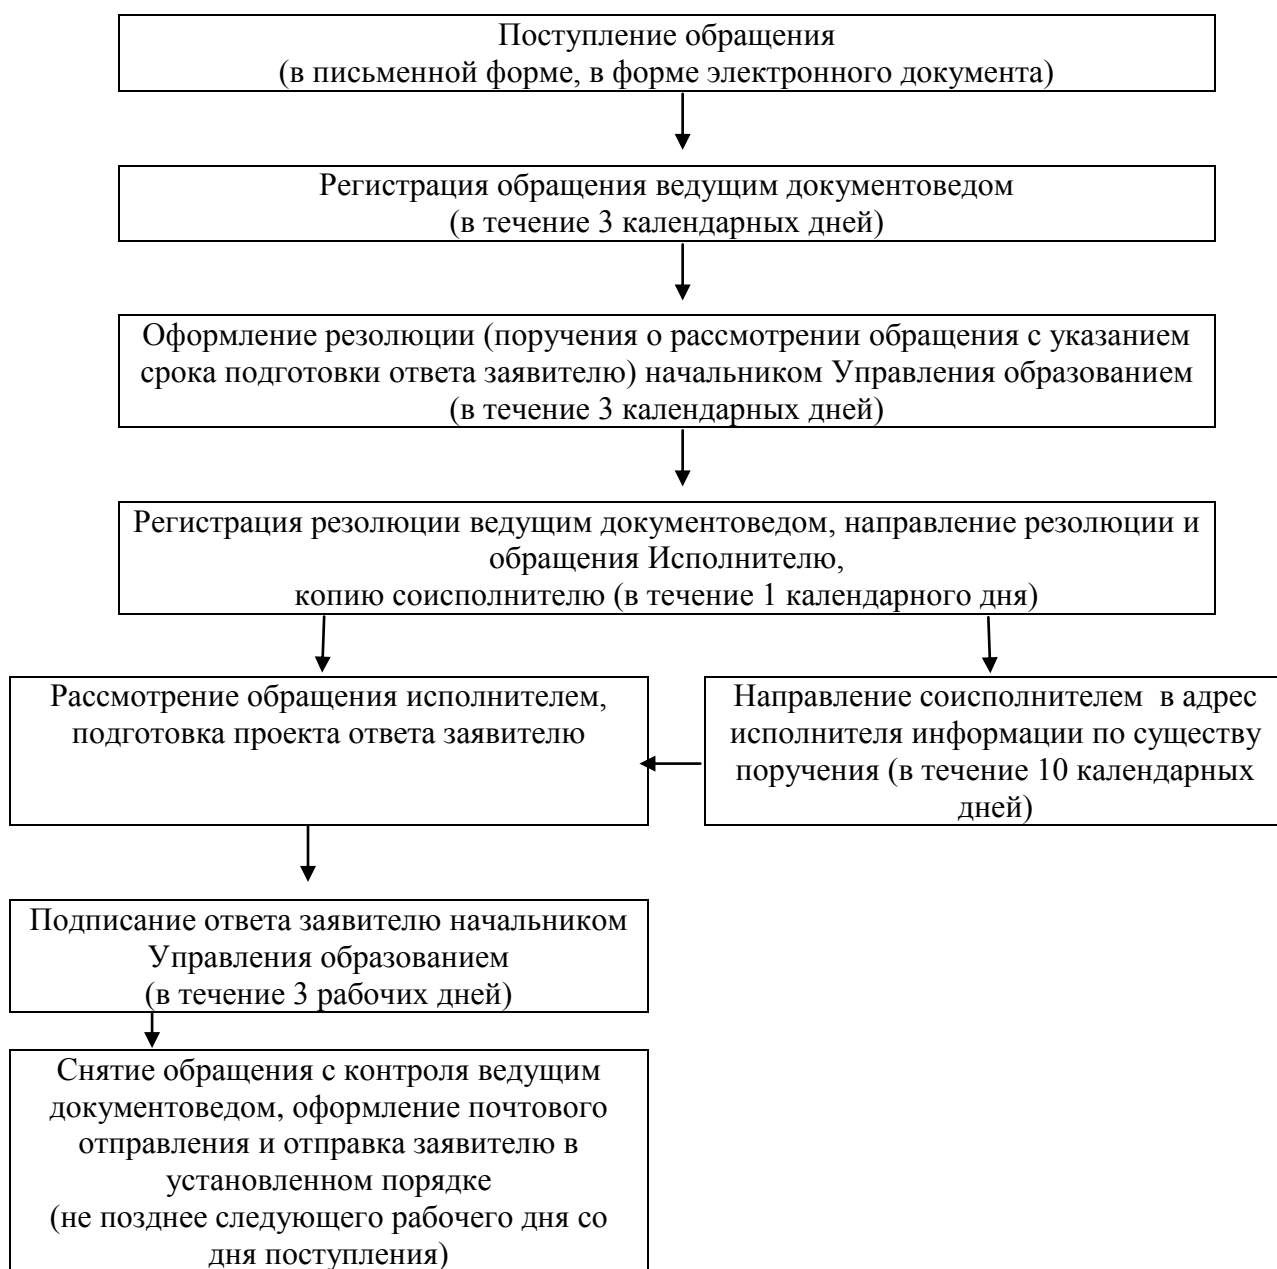 Поступление обращения
(в письменной форме, в форме электронного документа)
Регистрация обращения ведущим документоведом
(в течение 3 календарных дней)
Оформление резолюции (поручения о рассмотрении обращения с указанием
срока подготовки ответа заявителю) начальником Управления образованием
(в течение 3 календарных дней)
Регистрация резолюции ведущим документоведом, направление резолюции и
обращения Исполнителю,
копию соисполнителю (в течение 1 календарного дня)
Рассмотрение обращения исполнителем,
подготовка проекта ответа заявителю
Направление соисполнителем  в адрес
исполнителя информации по существу
поручения (в течение 10 календарных
дней)
Подписание ответа заявителю начальником
Управления образованием
(в течение 3 рабочих дней)
Снятие обращения с контроля ведущим
документоведом, оформление почтового
отправления и отправка заявителю в
установленном порядке
(не позднее следующего рабочего дня со
дня поступления)